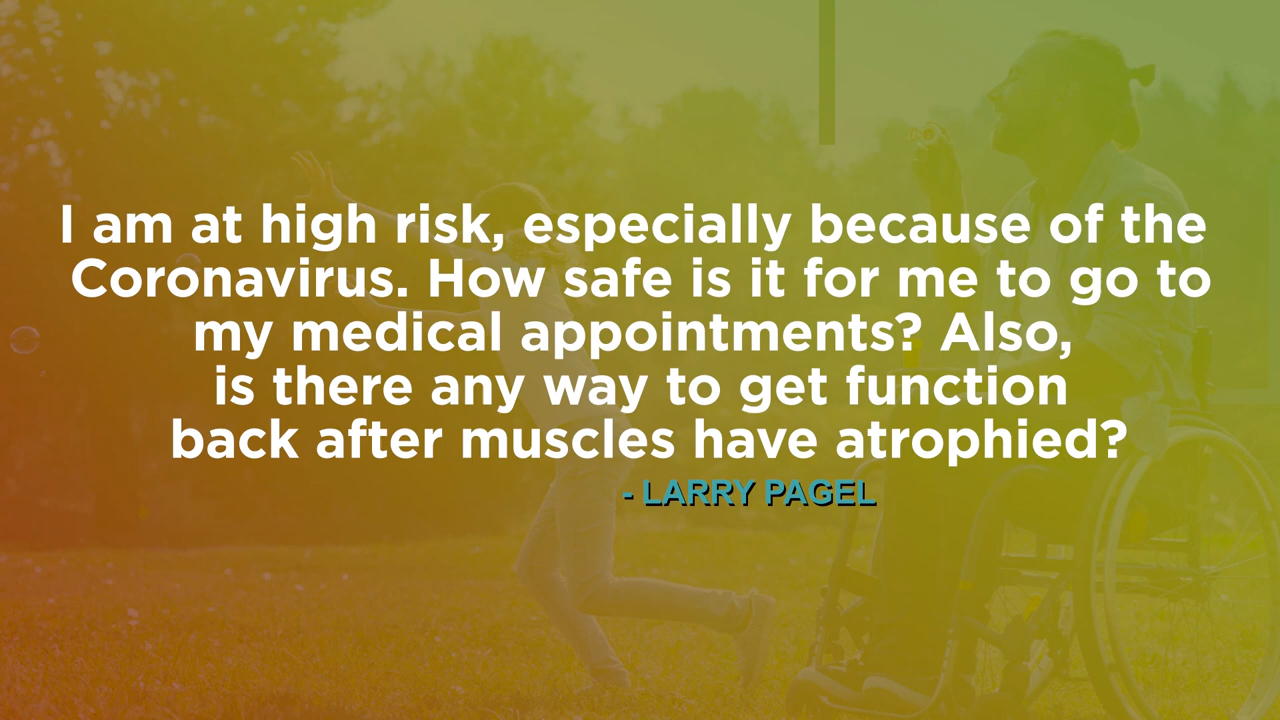 I am at high risk, especially because of the
Coronavirus. How safe is it for me to go to
my medical appointments? Also,
is there any way to get function
back after muscles have atrophied?
- LARRY PAGEL